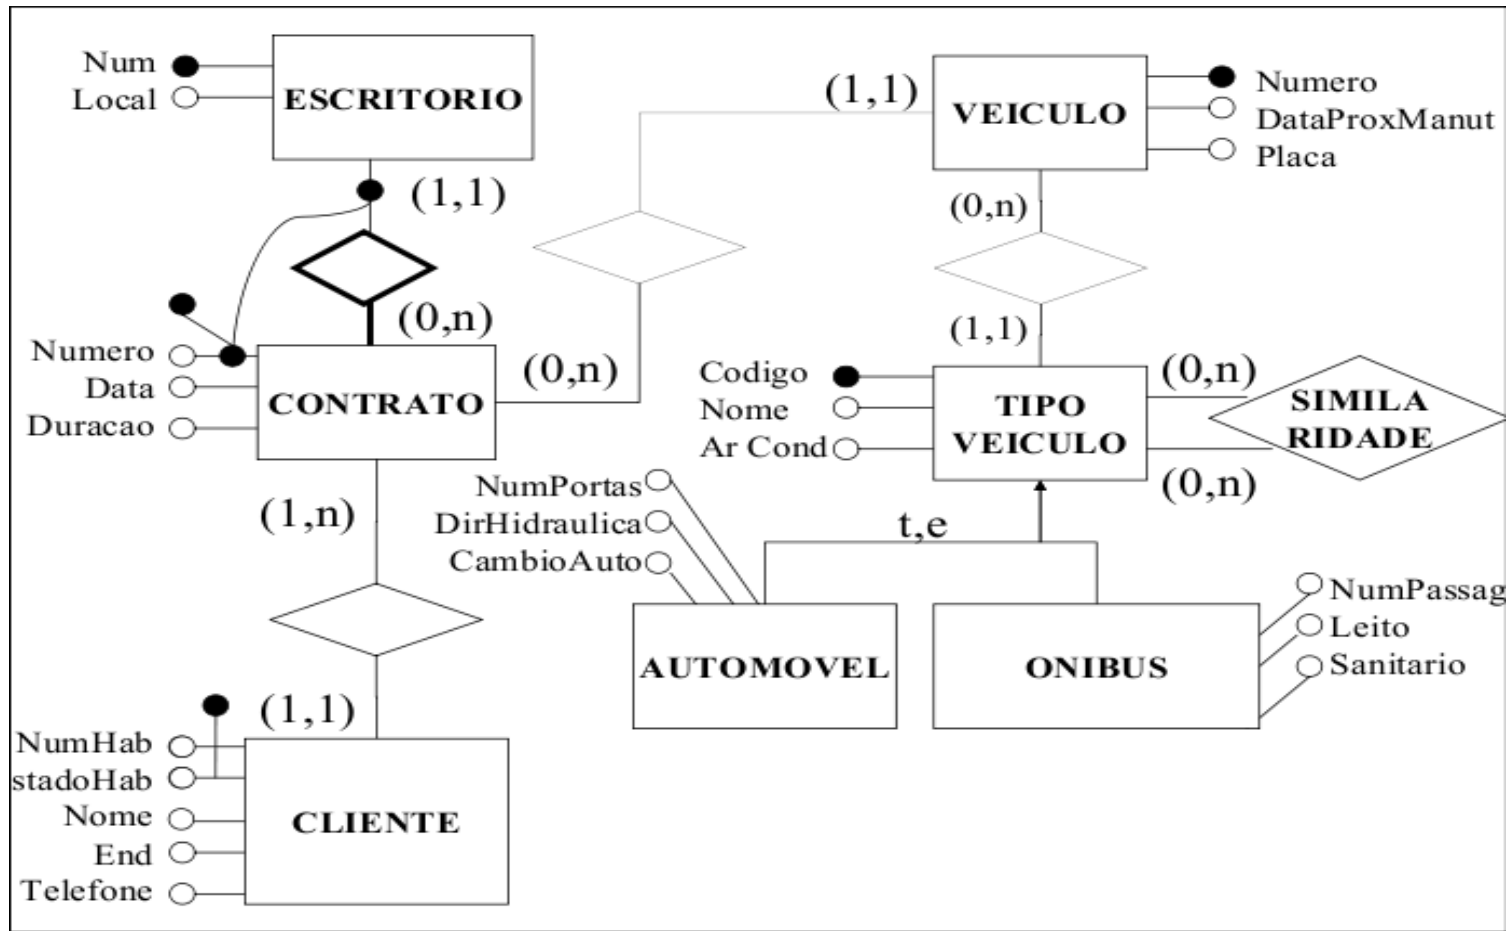 Num
Local
ESCRITORIO
(1,1)
(0,n)
Numero
Data
Duracao
CONTRATO
(0,n)
(1,n)
(1,1)
NumHab
stadoHab
Nome
End
Telefone
CLIENTE
(1,1)
VEICULO
Numero
DataProxManut
Placa
(0,n)
(1,1)
Codigo
Nome
Ar Cond
TIPO
VEICULO
(0,n)
(0,n)
SIMILA
RIDADE
t,e
NumPortas
DirHidraulica
CambioAuto
AUTOMOVEL
ONIBUS
NumPassag
Leito
Sanitario